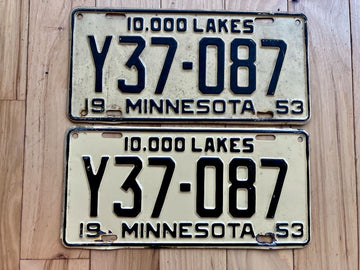 10,000 LAKES
Y37-087
19 MINNESOTA 53
10,000 LAKES
Y37-087
19 MINNESOTA 53